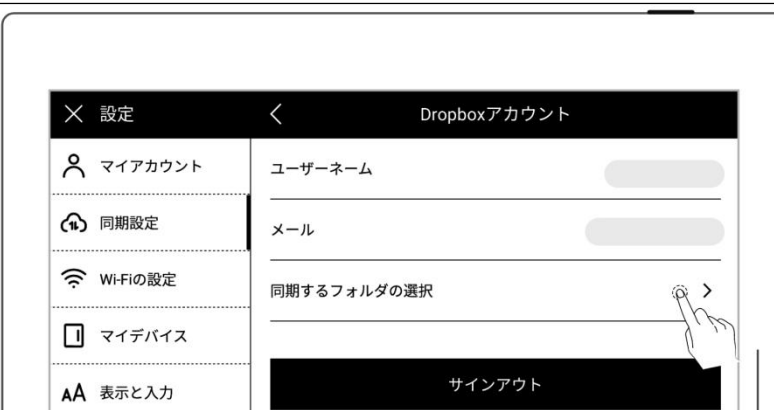 設定
Dropboxアカウント
マイアカウント
同期設定
Wi-Fiの設定
マイデバイス
表示と入力
ユーザーネーム
メール
同期するフォルダの選択
サインアウト